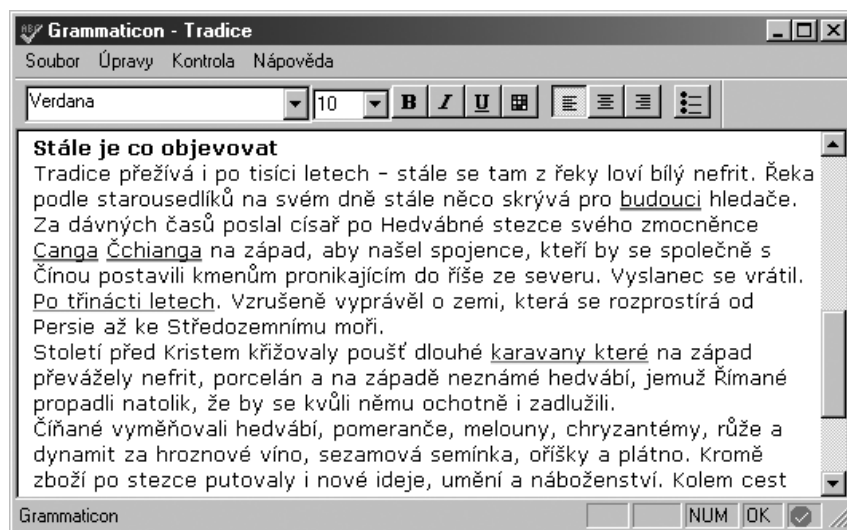 Grammaticon - Tradice
Soubor Úpravy Kontrola Nápověda
Verdana 10 B I U
Stále je co objevovat
Tradice přežívá i po tisíci letech – stále se tam z řeky loví bílý nefrit. Řeka
podle starousedlíků na svém dně stále něco skrývá pro budouci hledače.
Za dávných časů poslal císař po Hedvábné stezce svého zmocněnce
Canga Čchianga na západ, aby našel spojence, kteří by se společně s
Čínou postavili kmenům pronikajícím do říše ze severu. Vyslanec se vrátil.
Po třinácti letech. Vzrušeně vyprávěl o zemi, která se rozprostírá od
Persie až ke Středozemnímu moři.
Století před Kristem křižovaly poušť dlouhé karavany které na západ
převážely nefrit, porcelán a na západě neznámé hedvábí, jemuž Římané
propadli natolik, že by se kvůli němu ochotně i zadlužili.
Číňané vyměňovali hedvábí, pomeranče, melouny, chryzantémy, růže a
dynamit za hroznové víno, sezamová semínka, oříšky a plátno. Kromě
zboží po stezce putovaly i nové ideje, umění a náboženství. Kolem cest
Grammaticon NUM OK